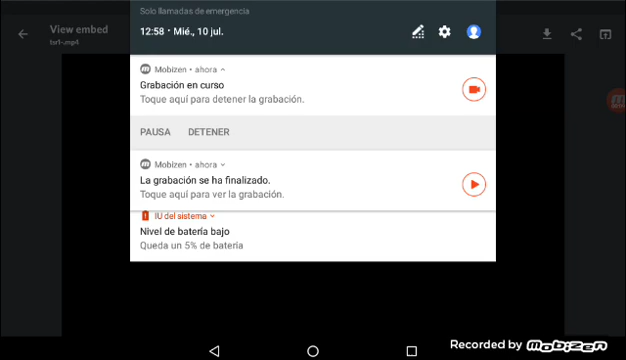 Solo llamadas de emergencia
12:58 • Mié., 10 jul.
View embed
Mobizen • ahora
Grabación en curso
Toque aquí para detener la grabación.
PAUSA DETENER
Mobizen • ahora
La grabación se ha finalizado.
Toque aquí para ver la grabación.
IU del sistema
Nivel de batería bajo
Queda un 5% de batería
Recorded by mobizen